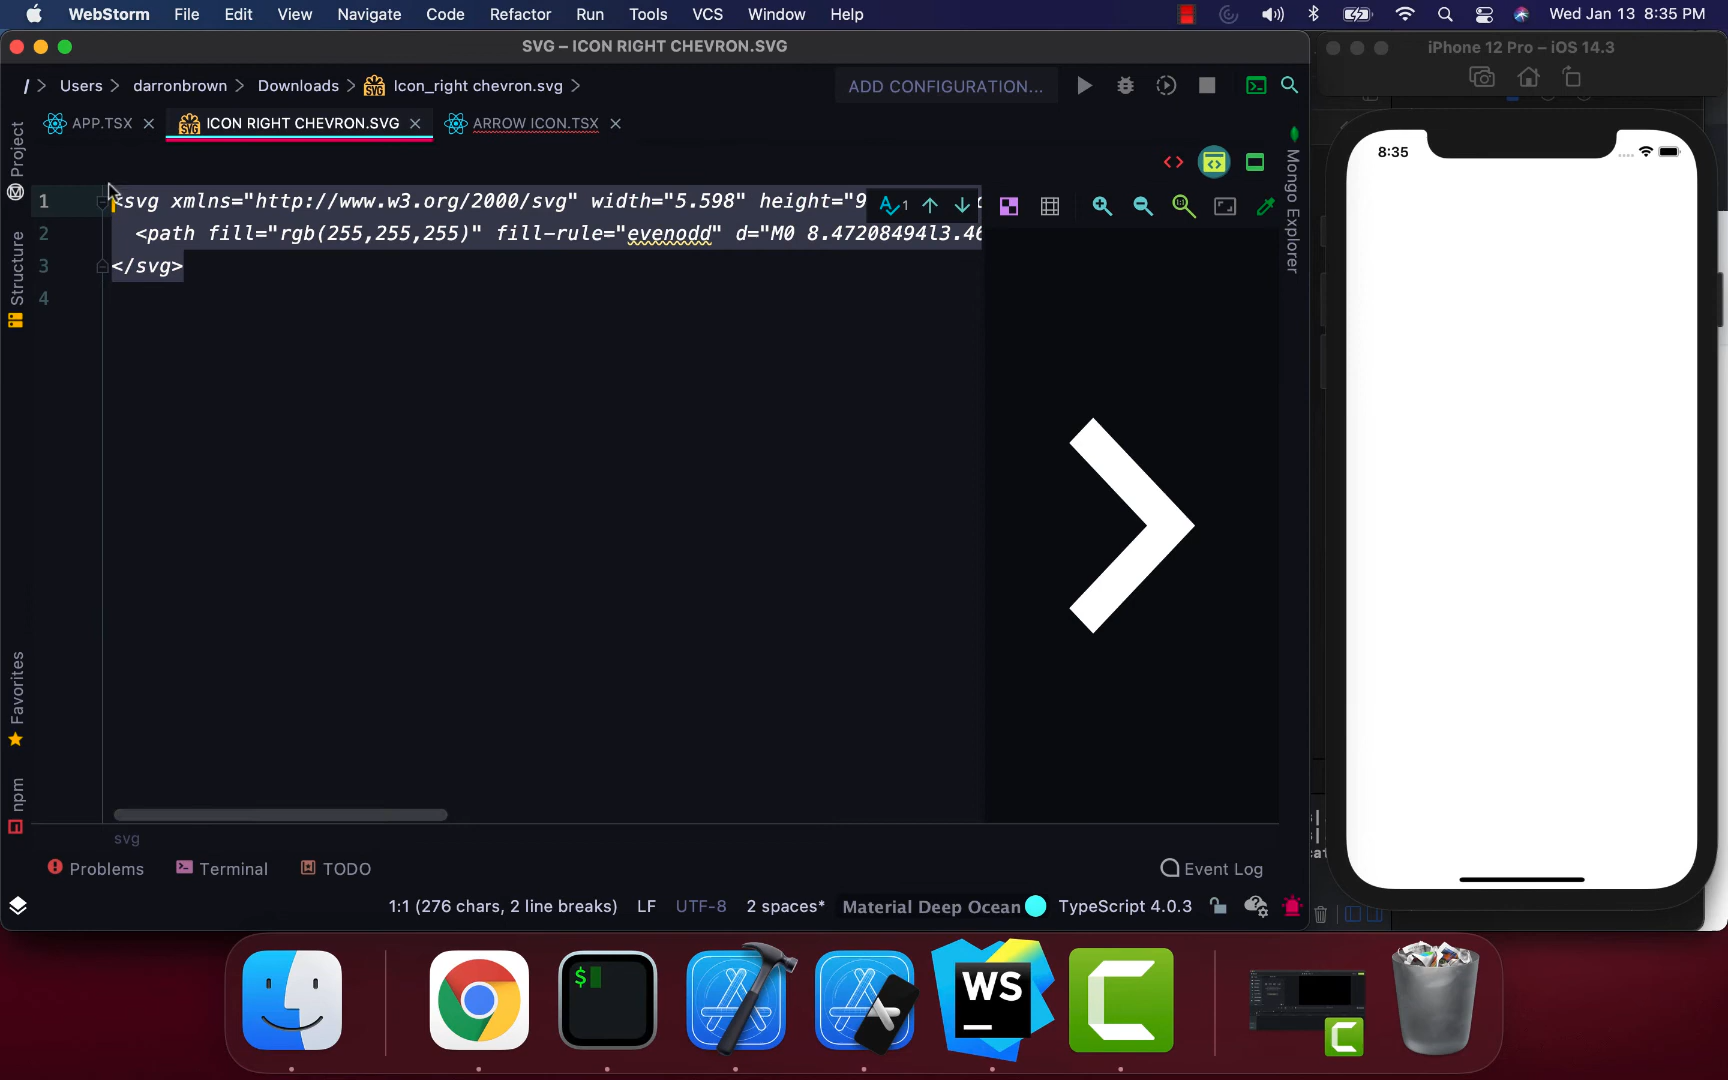 WebStorm File Edit View Navigate Code Refactor Run Tools VCS Window Help Wed Jan 13 8:35 PM
SVG – ICON RIGHT CHEVRON.SVG
iPhone 12 Pro – iOS 14.3
/ > Users > darronbrown > Downloads > Icon_right chevron.svg >
ADD CONFIGURATION...
APP.TSX
ICON RIGHT CHEVRON.SVG
ARROW ICON.TSX
Project
Structure
Favorites
npm
Mongo Explorer
8:35
1 <svg xmlns="http://www.w3.org/2000/svg" width="5.598" height="9
1
2 <path fill="rgb(255,255,255)" fill-rule="evenodd" d="M0 8.47208494l3.46
3 </svg>
4
svg
Problems Terminal TODO Event Log
1:1 (276 chars, 2 line breaks) LF UTF-8 2 spaces* Material Deep Ocean TypeScript 4.0.3
$
WS